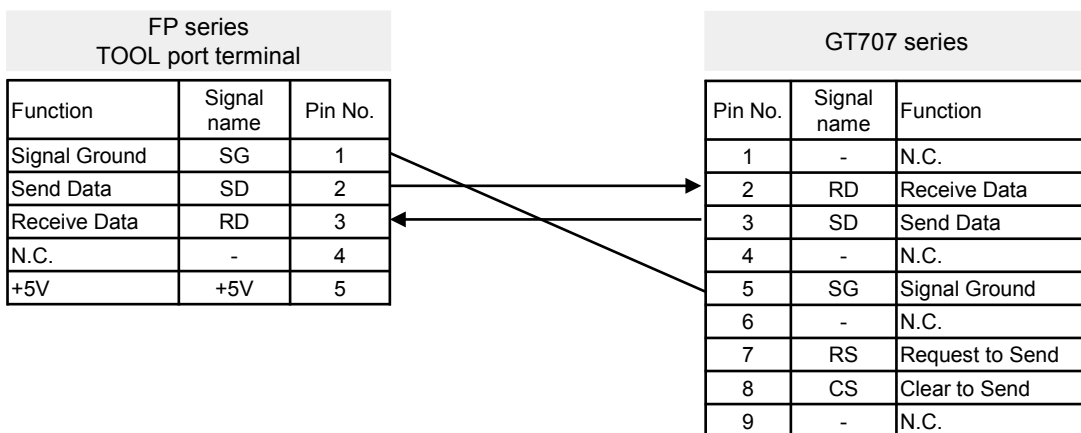 FP series
TOOL port terminal
Function Signal name Pin No.
Signal Ground SG 1
Send Data SD 2
Receive Data RD 3
N.C. - 4
+5V +5V 5
GT707 series
Pin No. Signal name Function
1 - N.C.
2 RD Receive Data
3 SD Send Data
4 - N.C.
5 SG Signal Ground
6 - N.C.
7 RS Request to Send
8 CS Clear to Send
9 - N.C.